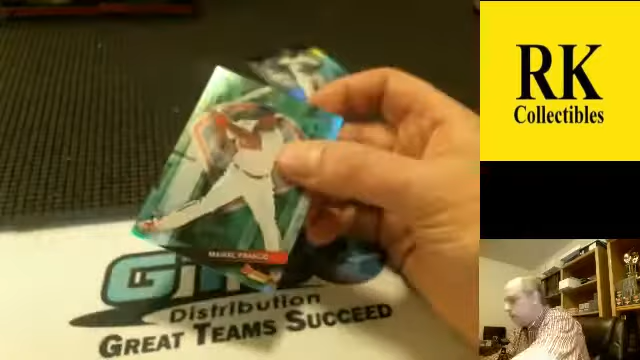 RK
Collectibles
MAIKEL FRANCO
Distribution
GREAT TEAMS SUCCEED